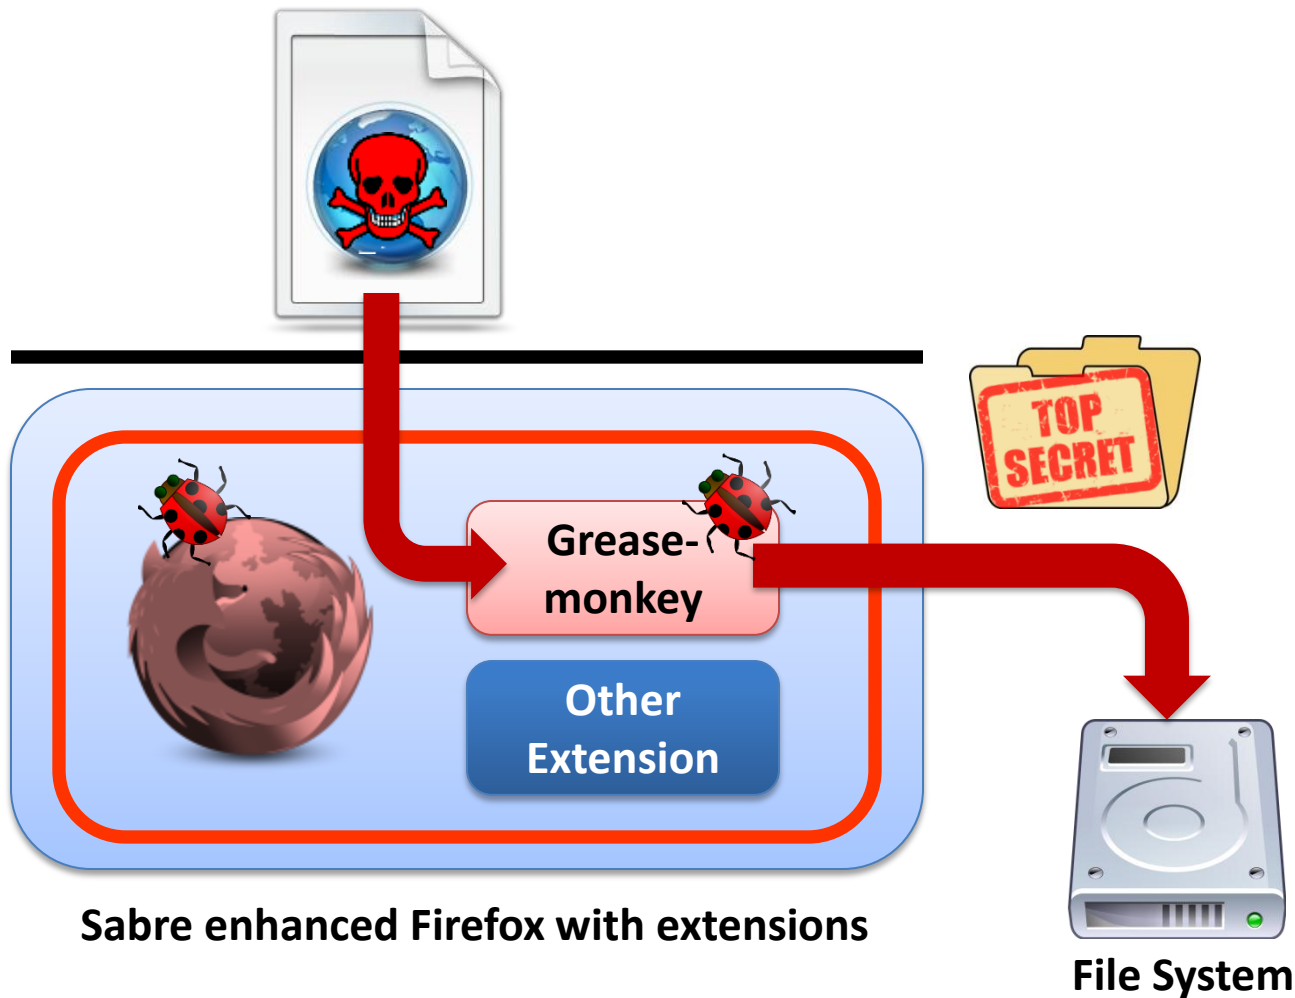 TOP
SECRET
Grease-
monkey
Other
Extension
Sabre enhanced Firefox with extensions
File System